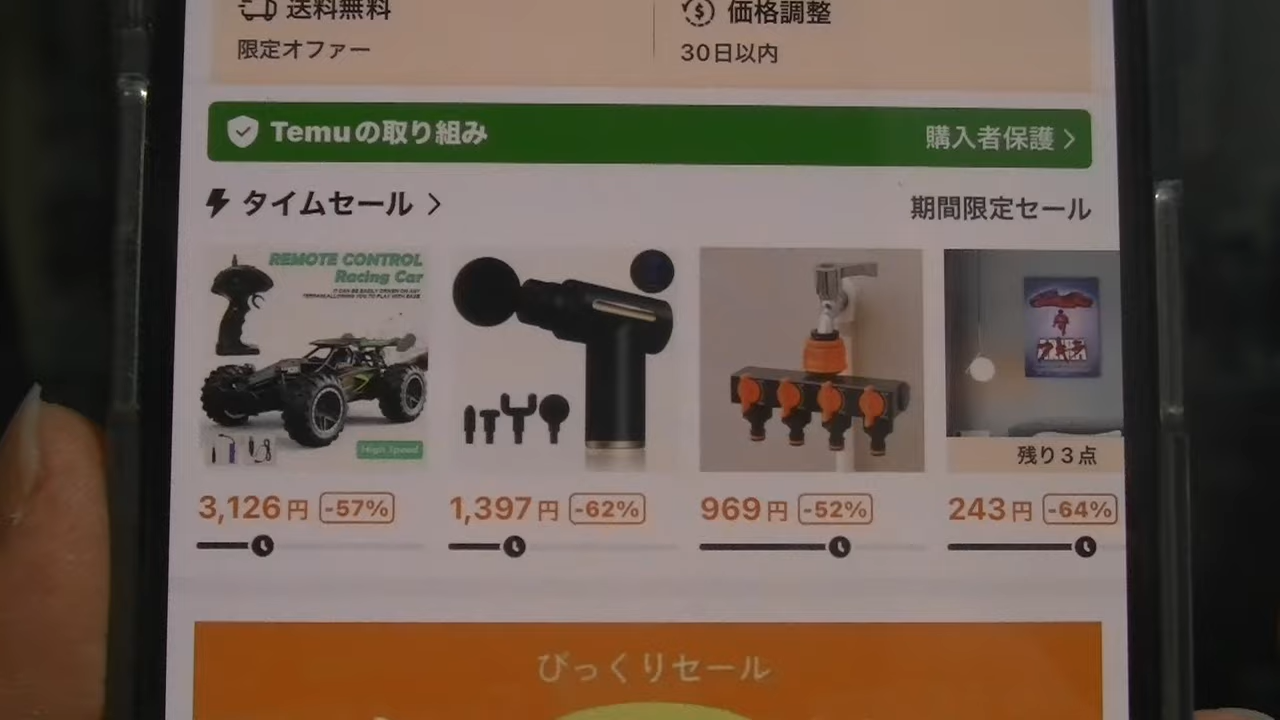 送料無料
価格調整
限定オファー
30日以内
Temuの取り組み
購入者保護
タイムセール
期間限定セール
REMOTE CONTROL
Racing Car
High Speed
残り3点
3,126円 -57%
1,397円 -62%
969円 -52%
243円 -64%
びっくりセール